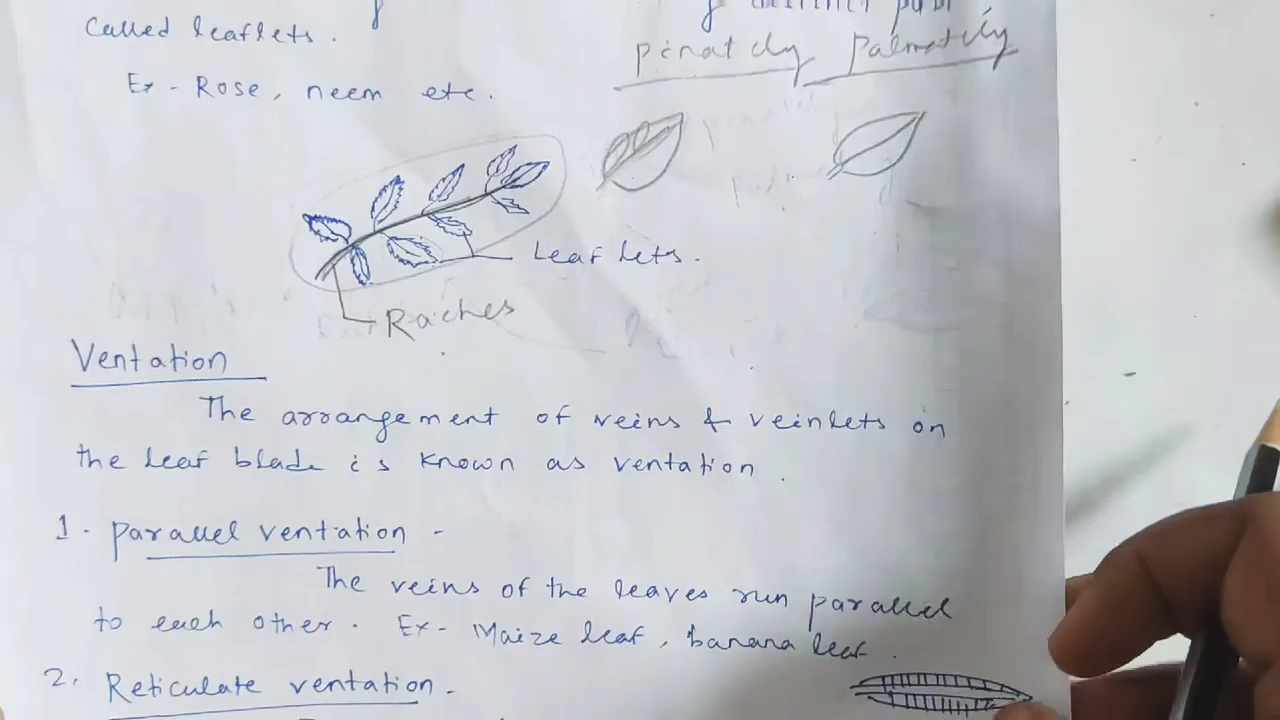 Called leaflets.
Ex - Rose, neem etc.
pinately palmately
Leaflets.
Raches
Ventation
The arrangement of veins & veinlets on
the leaf blade is known as ventation.
1. Parallel ventation -
The veins of the leaves run parallel
to each other. Ex- Maize leaf, banana leaf.
2. Reticulate ventation -